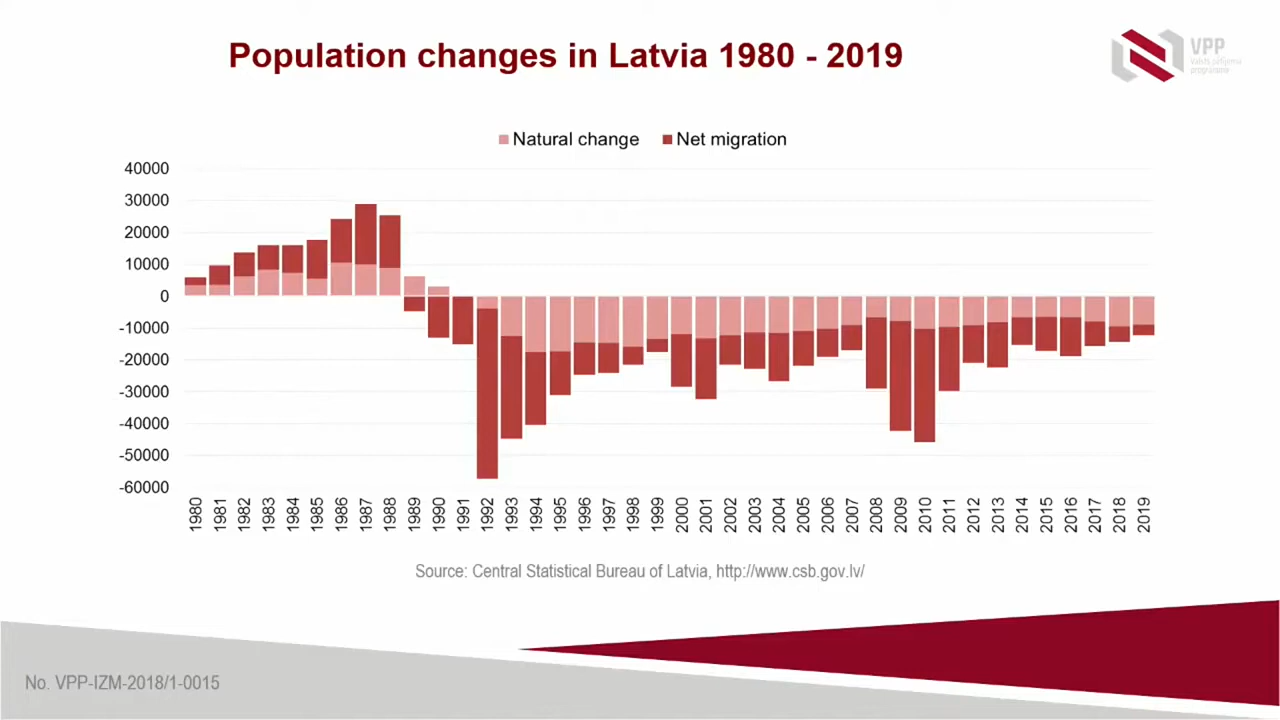 Population changes in Latvia 1980 - 2019
VPP
Valsts pētījumu
programma
Natural change Net migration
40000
30000
20000
10000
0
-10000
-20000
-30000
-40000
-50000
-60000
1980 1981 1982 1983 1984 1985 1986 1987 1988 1989 1990 1991 1992 1993 1994 1995 1996 1997 1998 1999 2000 2001 2002 2003 2004 2005 2006 2007 2008 2009 2010 2011 2012 2013 2014 2015 2016 2017 2018 2019
Source: Central Statistical Bureau of Latvia, http://www.csb.gov.lv/
No. VPP-IZM-2018/1-0015